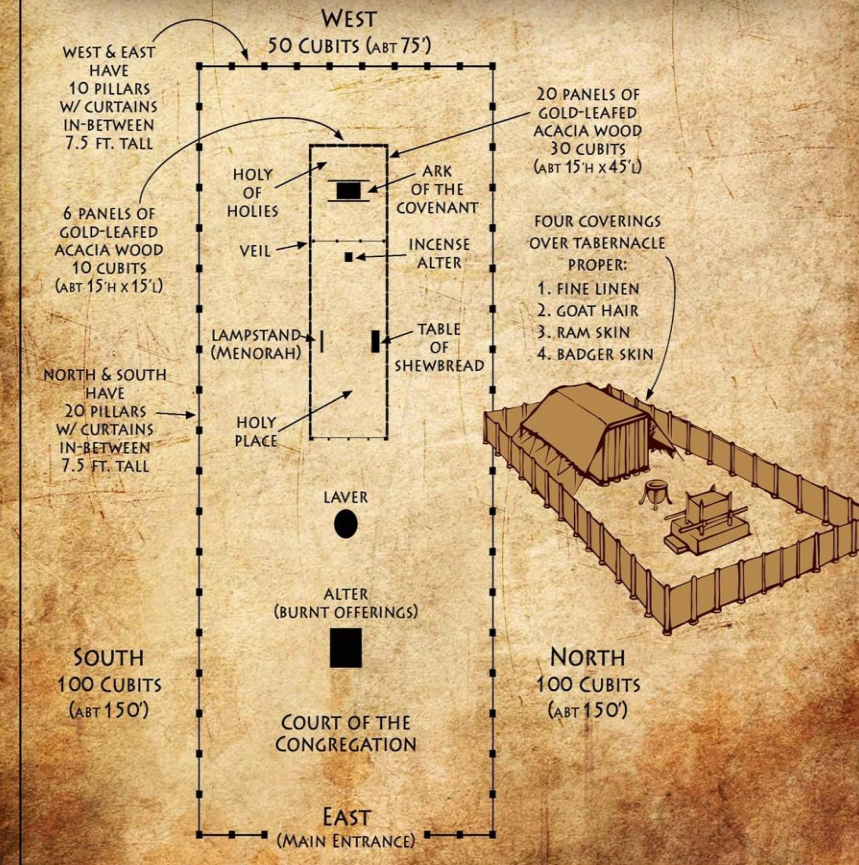 WEST
50 CUBITS (ABT 75')
WEST & EAST
HAVE
10 PILLARS
W/ CURTAINS
IN-BETWEEN
7.5 FT. TALL
20 PANELS OF
GOLD-LEAFED
ACACIA WOOD
30 CUBITS
(ABT 15'H X 45'L)
HOLY
OF
HOLIES
ARK
OF THE
COVENANT
6 PANELS OF
GOLD-LEAFED
ACACIA WOOD
10 CUBITS
(ABT 15'H X 15'L)
VEIL
INCENSE
ALTER
FOUR COVERINGS
OVER TABERNACLE
PROPER:
1. FINE LINEN
2. GOAT HAIR
3. RAM SKIN
4. BADGER SKIN
LAMPSTAND
(MENORAH)
TABLE
OF
SHEWBREAD
NORTH & SOUTH
HAVE
20 PILLARS
W/ CURTAINS
IN-BETWEEN
7.5 FT. TALL
HOLY
PLACE
LAVER
ALTER
(BURNT OFFERINGS)
SOUTH
100 CUBITS
(ABT 150')
NORTH
100 CUBITS
(ABT 150')
COURT OF THE
CONGREGATION
EAST
(MAIN ENTRANCE)